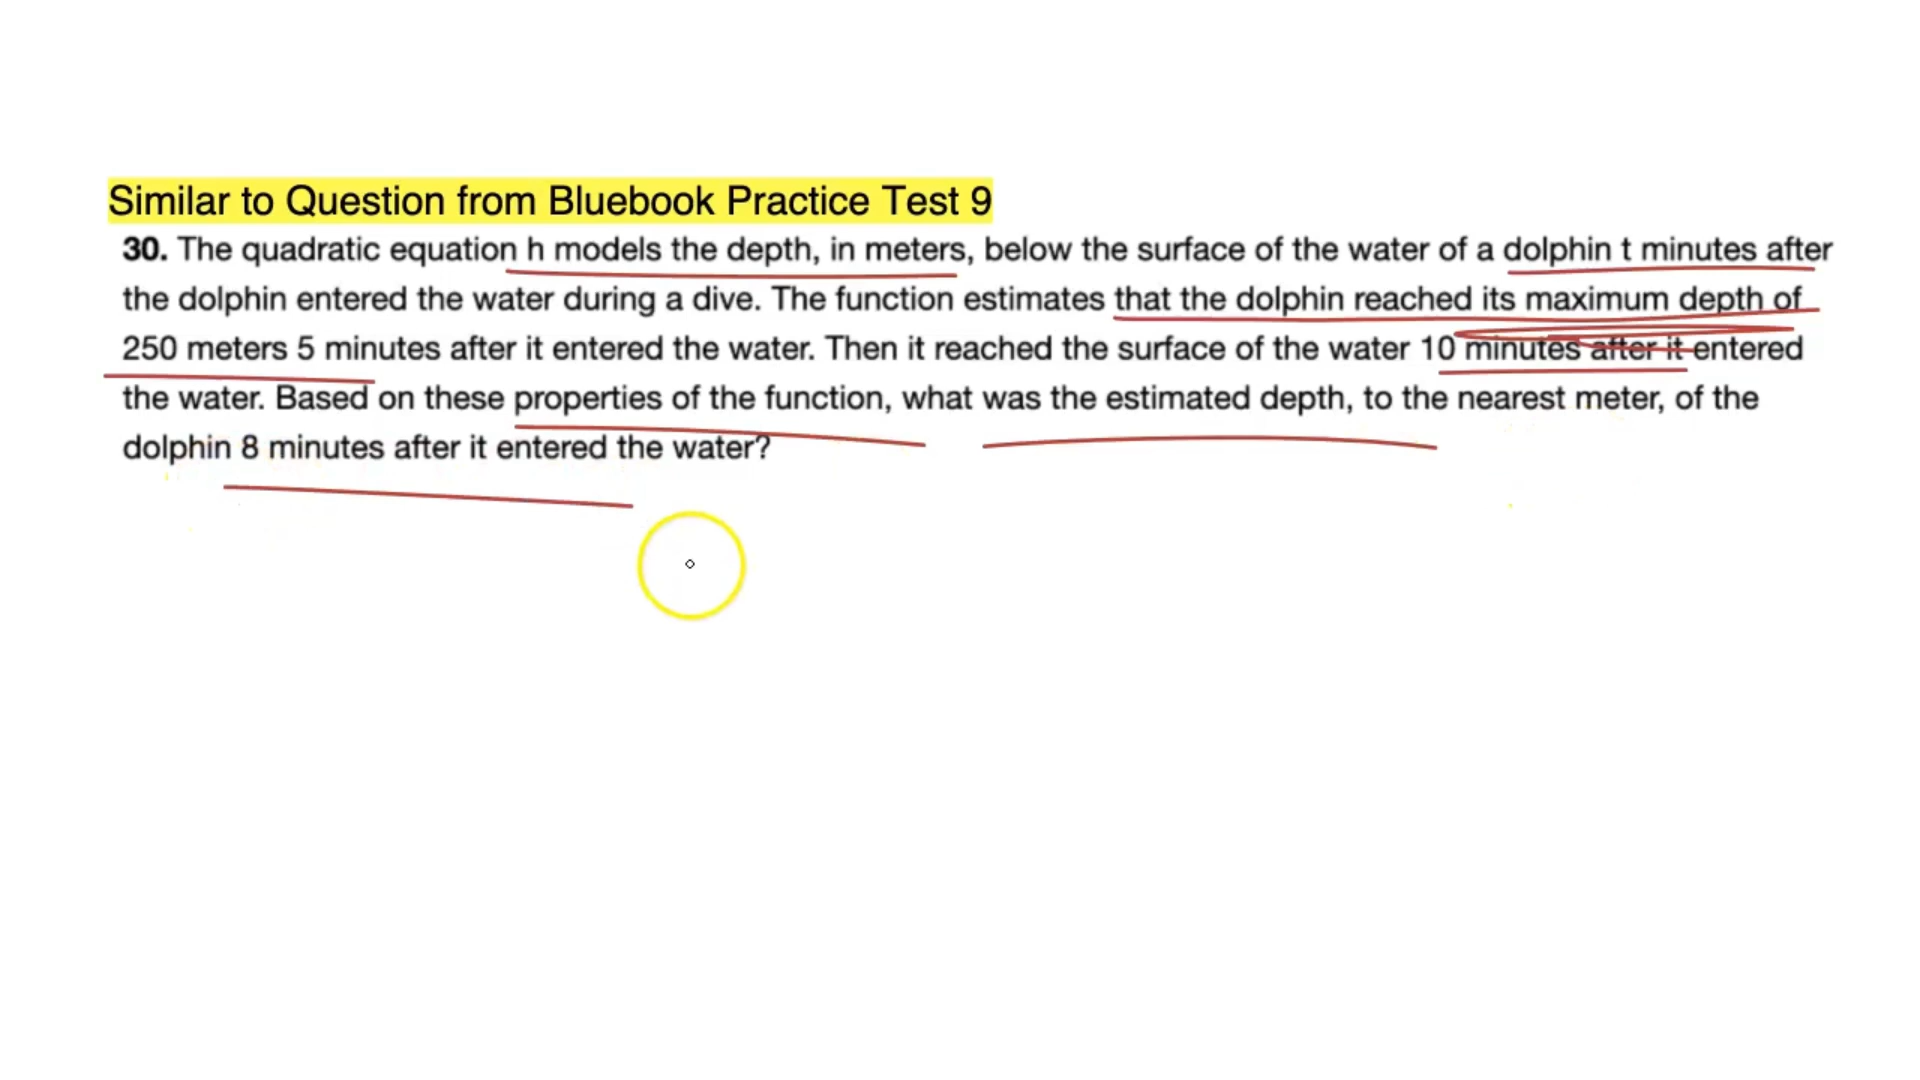 Similar to Question from Bluebook Practice Test 9
30. The quadratic equation h models the depth, in meters, below the surface of the water of a dolphin t minutes after
the dolphin entered the water during a dive. The function estimates that the dolphin reached its maximum depth of
250 meters 5 minutes after it entered the water. Then it reached the surface of the water 10 minutes after it entered
the water. Based on these properties of the function, what was the estimated depth, to the nearest meter, of the
dolphin 8 minutes after it entered the water?